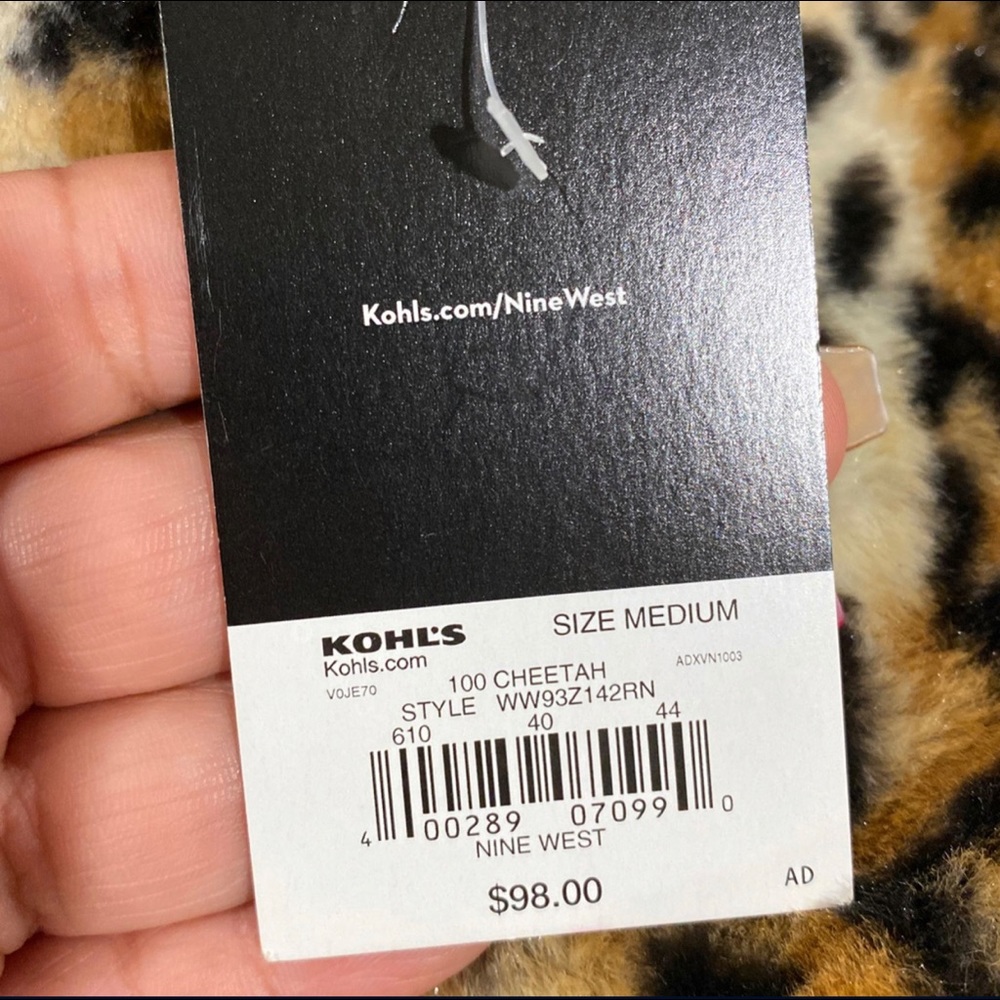 Kohls.com/NineWest
KOHL'S
SIZE MEDIUM
Kohls.com
V0JE70
100 CHEETAH
ADXVN1003
STYLE WW93Z142RN
610 40 44
4 00289 07099 0
NINE WEST
$98.00
AD